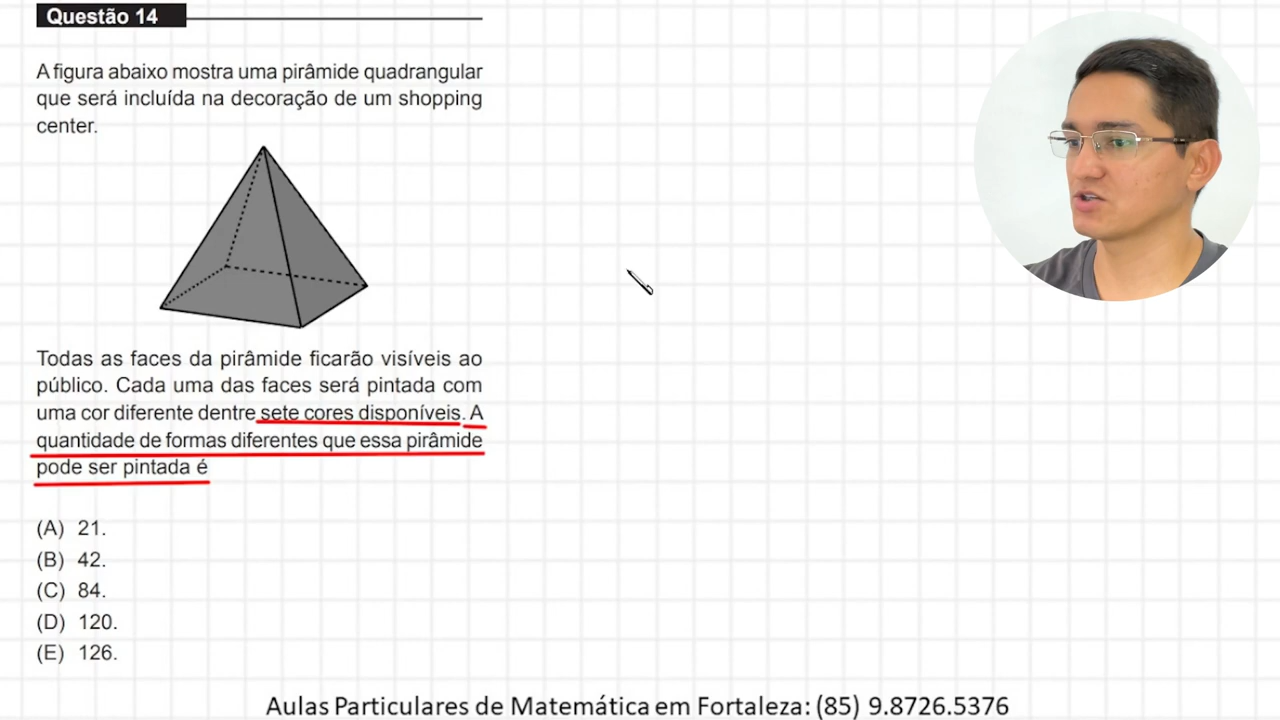 Questão 14
A figura abaixo mostra uma pirâmide quadrangular
que será incluída na decoração de um shopping
center.
Todas as faces da pirâmide ficarão visíveis ao
público. Cada uma das faces será pintada com
uma cor diferente dentre sete cores disponíveis. A
quantidade de formas diferentes que essa pirâmide
pode ser pintada é
(A) 21.
(B) 42.
(C) 84.
(D) 120.
(E) 126.
Aulas Particulares de Matemática em Fortaleza: (85) 9.8726.5376